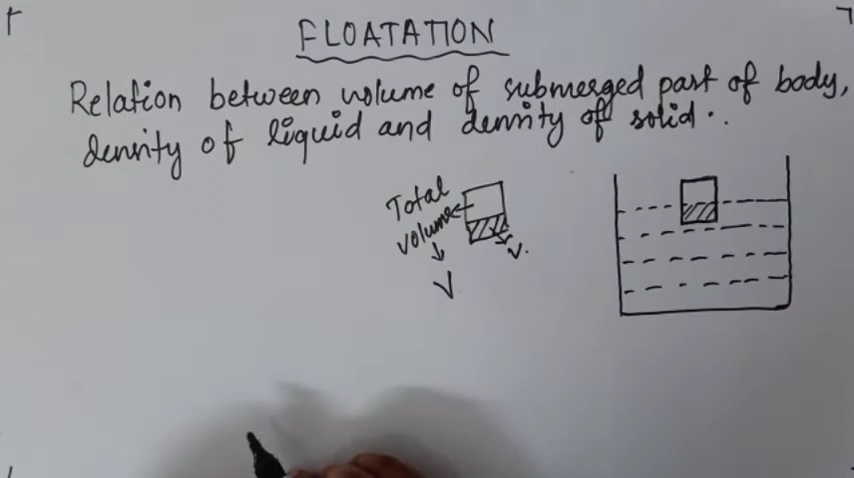 FLOATATION
Relation between volume of submerged part of body,
density of liquid and density of solid.
Total
volume
v.
V